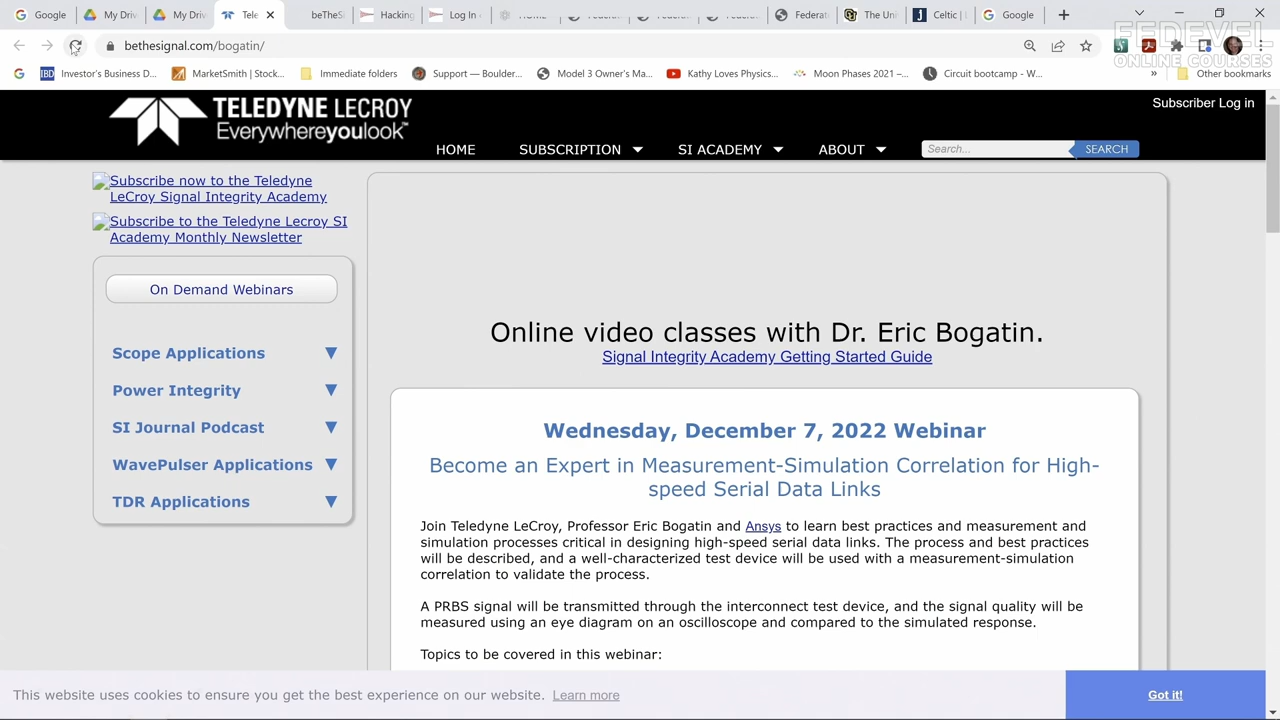 Google
My Driv
My Driv
Tele
beTheSi
Hacking
Log In
HOME
Federat
The Uni
Celtic |
Google
bethesignal.com/bogatin/
FEDEVEL
ONLINE COURSES
IBD
Investor's Business D...
MarketSmith | Stock...
Immediate folders
Support — Boulder...
Model 3 Owner's Ma...
Kathy Loves Physics...
Moon Phases 2021 –...
Circuit bootcamp - W...
»
Other bookmarks
TELEDYNE LECROY
Everywhereyoulook™
Subscriber Log in
HOME
SUBSCRIPTION
SI ACADEMY
ABOUT
Search...
SEARCH
Subscribe now to the Teledyne
LeCroy Signal Integrity Academy
Subscribe to the Teledyne Lecroy SI
Academy Monthly Newsletter
On Demand Webinars
Scope Applications
Power Integrity
SI Journal Podcast
WavePulser Applications
TDR Applications
Online video classes with Dr. Eric Bogatin.
Signal Integrity Academy Getting Started Guide
Wednesday, December 7, 2022 Webinar
Become an Expert in Measurement-Simulation Correlation for High-
speed Serial Data Links
Join Teledyne LeCroy, Professor Eric Bogatin and Ansys to learn best practices and measurement and
simulation processes critical in designing high-speed serial data links. The process and best practices
will be described, and a well-characterized test device will be used with a measurement-simulation
correlation to validate the process.
A PRBS signal will be transmitted through the interconnect test device, and the signal quality will be
measured using an eye diagram on an oscilloscope and compared to the simulated response.
Topics to be covered in this webinar:
This website uses cookies to ensure you get the best experience on our website. Learn more
Got it!